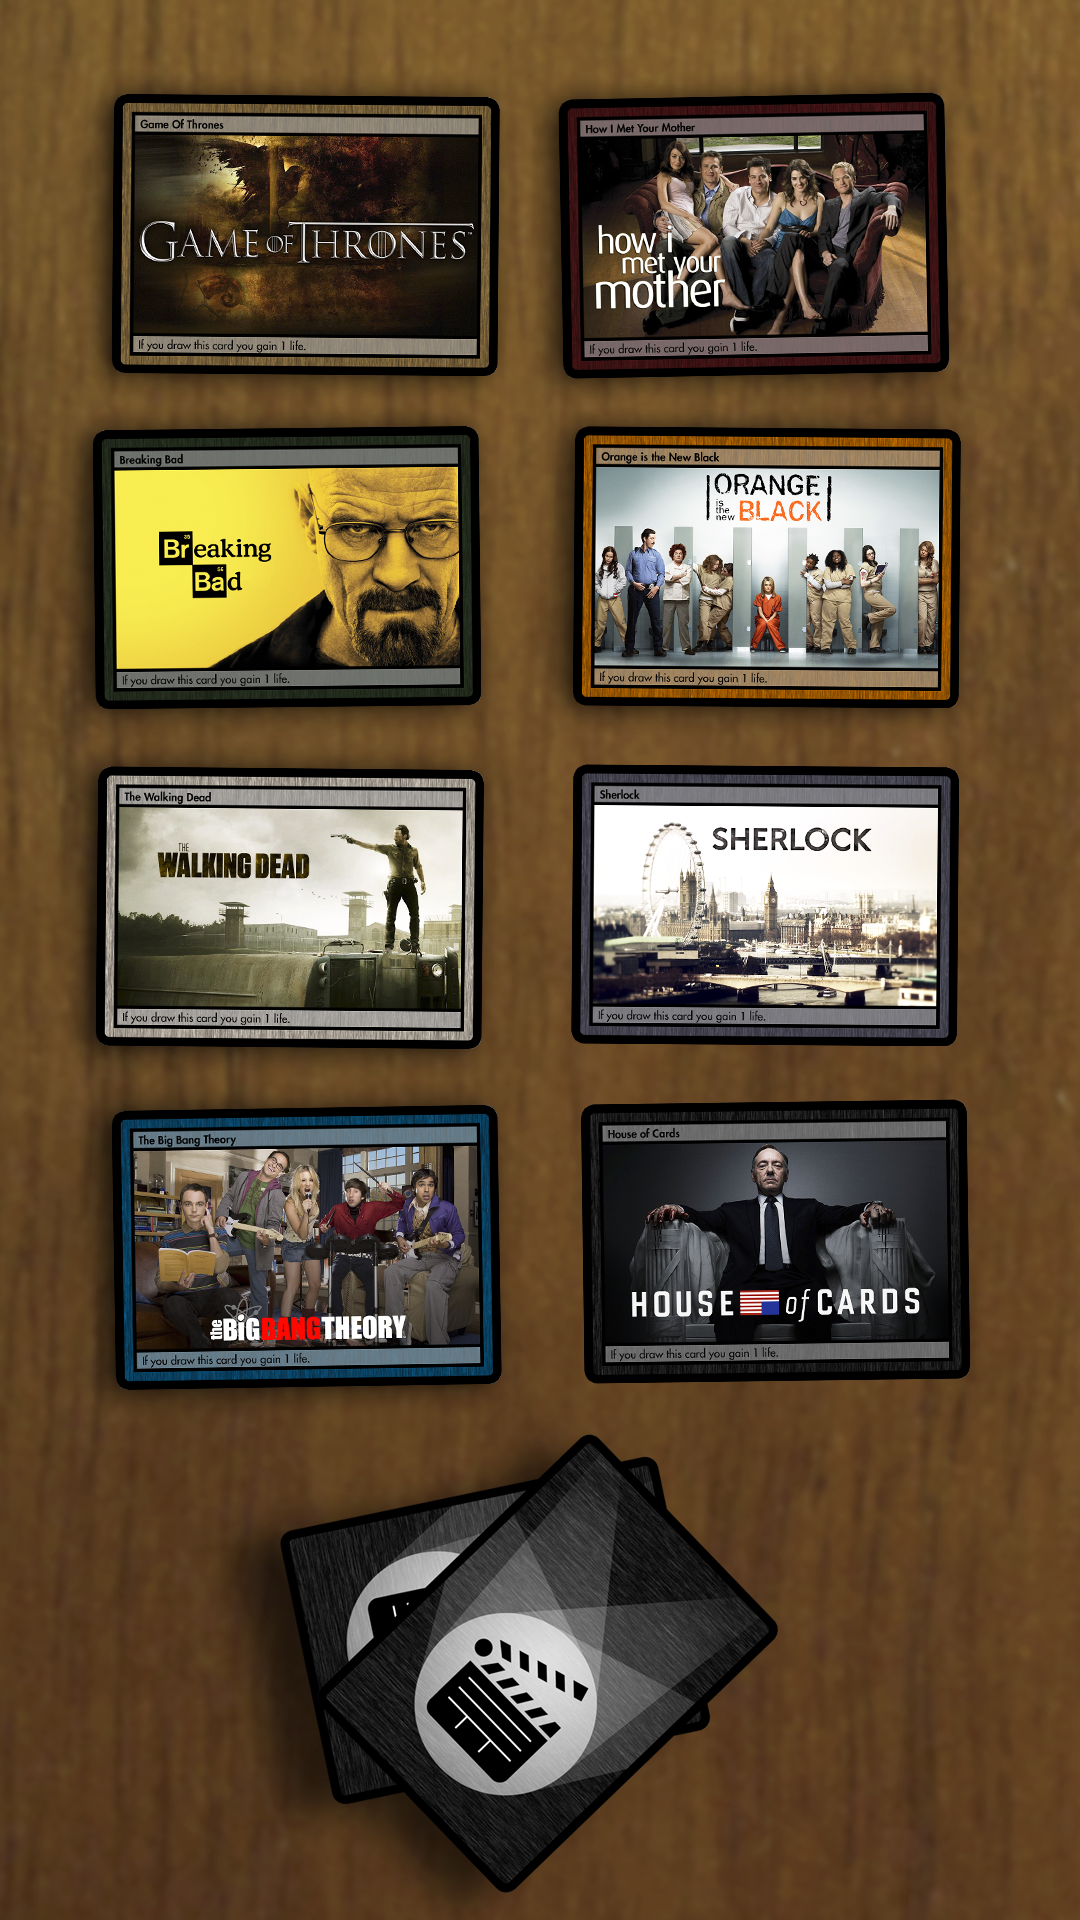 Game Of Thrones
GAME OF THRONES
If you draw this card you gain 1 life.
How I Met Your Mother
how i
met your
mother
If you draw this card you gain 1 life.
Breaking Bad
35
Breaking
56
Bad
If you draw this card you gain 1 life.
Orange is the New Black
ORANGE
is
the
new BLACK
If you draw this card you gain 1 life.
The Walking Dead
THE
WALKING DEAD
If you draw this card you gain 1 life.
Sherlock
SHERLOCK
If you draw this card you gain 1 life.
The Big Bang Theory
the BiG BANG THEORY
If you draw this card you gain 1 life.
House of Cards
HOUSE of CARDS
If you draw this card you gain 1 life.